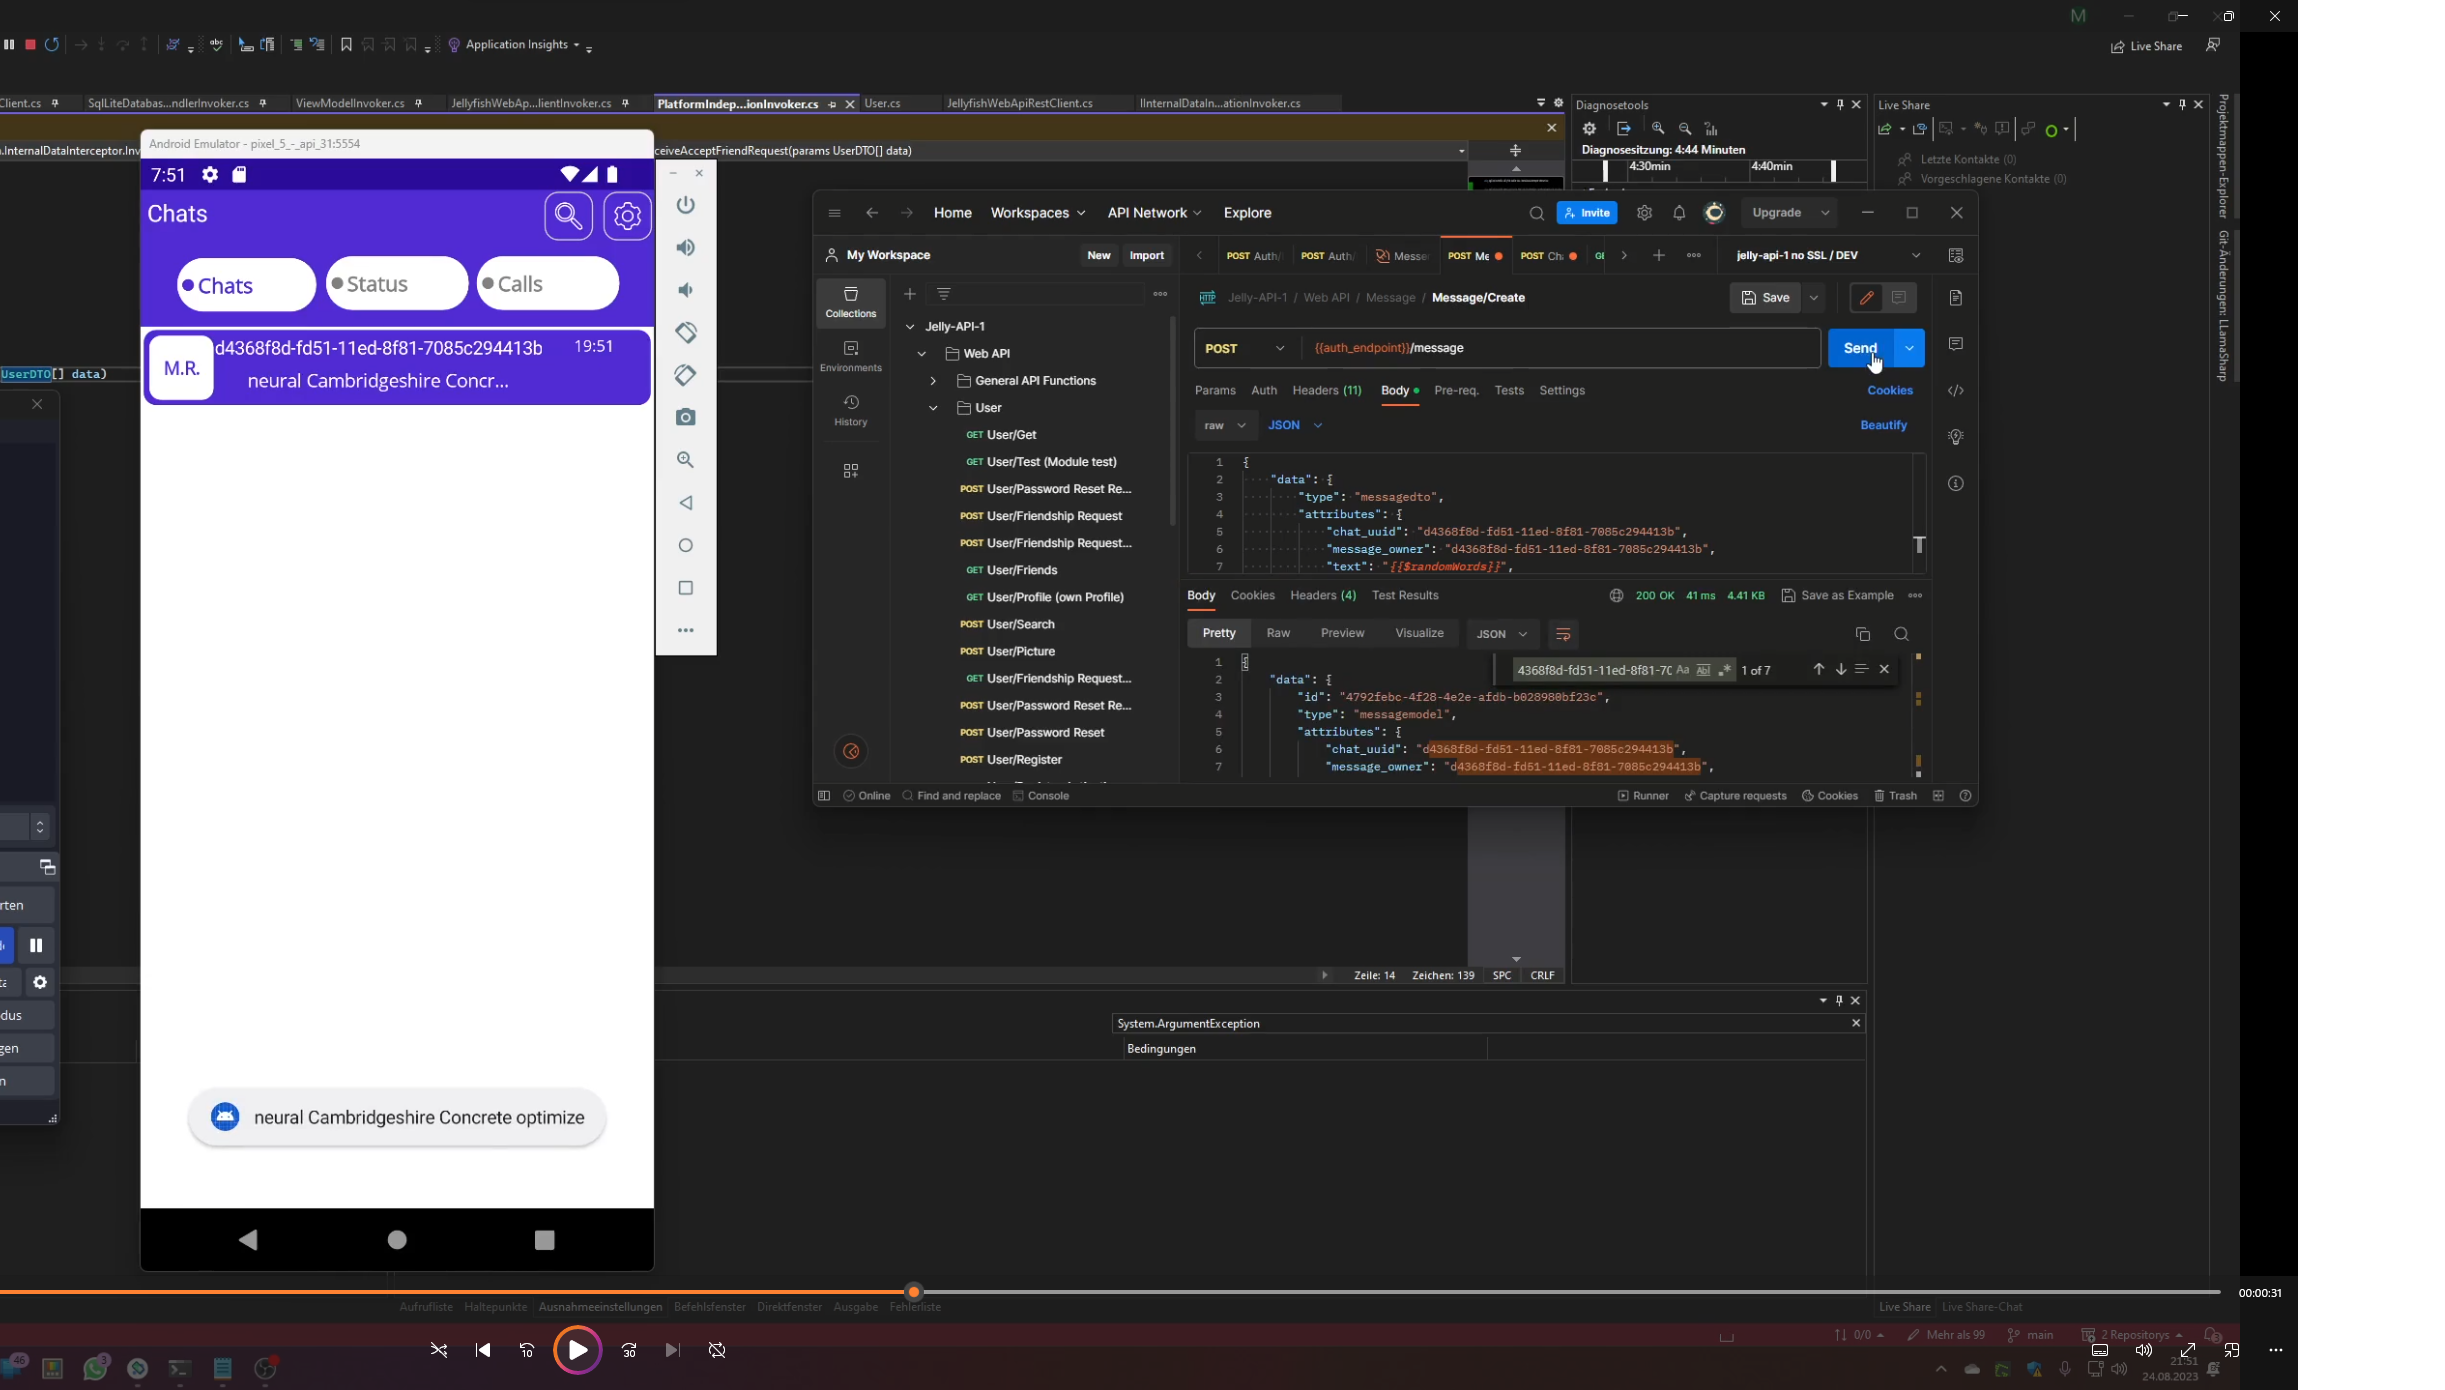 M
Application Insights
Live Share
Client.cs
SqlLiteDatabas...ndlerInvoker.cs
ViewModelInvoker.cs
JellyfishWebAp...lientInvoker.cs
PlatformIndep...ionInvoker.cs
User.cs
JellyfishWebApiRestClient.cs
IInternalDataIn...ationInvoker.cs
Diagnosetools
Live Share
.InternalDataInterceptor.Inv
ceiveAcceptFriendRequest(params UserDTO[] data)
Diagnosesitzung: 4:44 Minuten
4:30min
4:40min
Letzte Kontakte (0)
Vorgeschlagene Kontakte (0)
Projektmappen-Explorer
Git-Änderungen: LLamaSharp
UserDTO[] data)
Android Emulator - pixel_5_-_api_31:5554
7:51
Chats
Chats
Status
Calls
M.R.
d4368f8d-fd51-11ed-8f81-7085c294413b
19:51
neural Cambridgeshire Concr...
neural Cambridgeshire Concrete optimize
Home
Workspaces
API Network
Explore
Invite
Upgrade
My Workspace
New
Import
POST Auth/
POST Auth/
Messe
POST Me
POST Ch
GE
jelly-api-1 no SSL / DEV
Collections
Environments
History
Jelly-API-1
Web API
General API Functions
User
GET User/Get
GET User/Test (Module test)
POST User/Password Reset Re...
POST User/Friendship Request
POST User/Friendship Request...
GET User/Friends
GET User/Profile (own Profile)
POST User/Search
POST User/Picture
GET User/Friendship Request...
POST User/Password Reset Re...
POST User/Password Reset
POST User/Register
HTTP Jelly-API-1 / Web API / Message / Message/Create
Save
POST
{{auth_endpoint}}/message
Send
Params
Auth
Headers (11)
Body
Pre-req.
Tests
Settings
Cookies
raw
JSON
Beautify
1 {
2 "data": {
3 "type": "messagedto",
4 "attributes": {
5 "chat_uuid": "d4368f8d-fd51-11ed-8f81-7085c294413b",
6 "message_owner": "d4368f8d-fd51-11ed-8f81-7085c294413b",
7 "text": "{{$randomWords}}",
Body
Cookies
Headers (4)
Test Results
200 OK
41 ms
4.41 KB
Save as Example
Pretty
Raw
Preview
Visualize
JSON
4368f8d-fd51-11ed-8f81-70
Aa
1 of 7
1 {
2 "data": {
3 "id": "4792febc-4f28-4e2e-afdb-b028980bf23c",
4 "type": "messagemodel",
5 "attributes": {
6 "chat_uuid": "d4368f8d-fd51-11ed-8f81-7085c294413b",
7 "message_owner": "d4368f8d-fd51-11ed-8f81-7085c294413b",
Online
Find and replace
Console
Runner
Capture requests
Cookies
Trash
rten
dus
gen
n
Zeile: 14
Zeichen: 139
SPC
CRLF
System.ArgumentException
Bedingungen
00:00:31
Aufrufliste
Haltepunkte
Ausnahmeeinstellungen
Befehlsfenster
Direktfenster
Ausgabe
Fehlerliste
Live Share
Live Share-Chat
0/0
Mehr als 99
main
2 Repositorys
10
30
46
3
21:51
24.08.2023